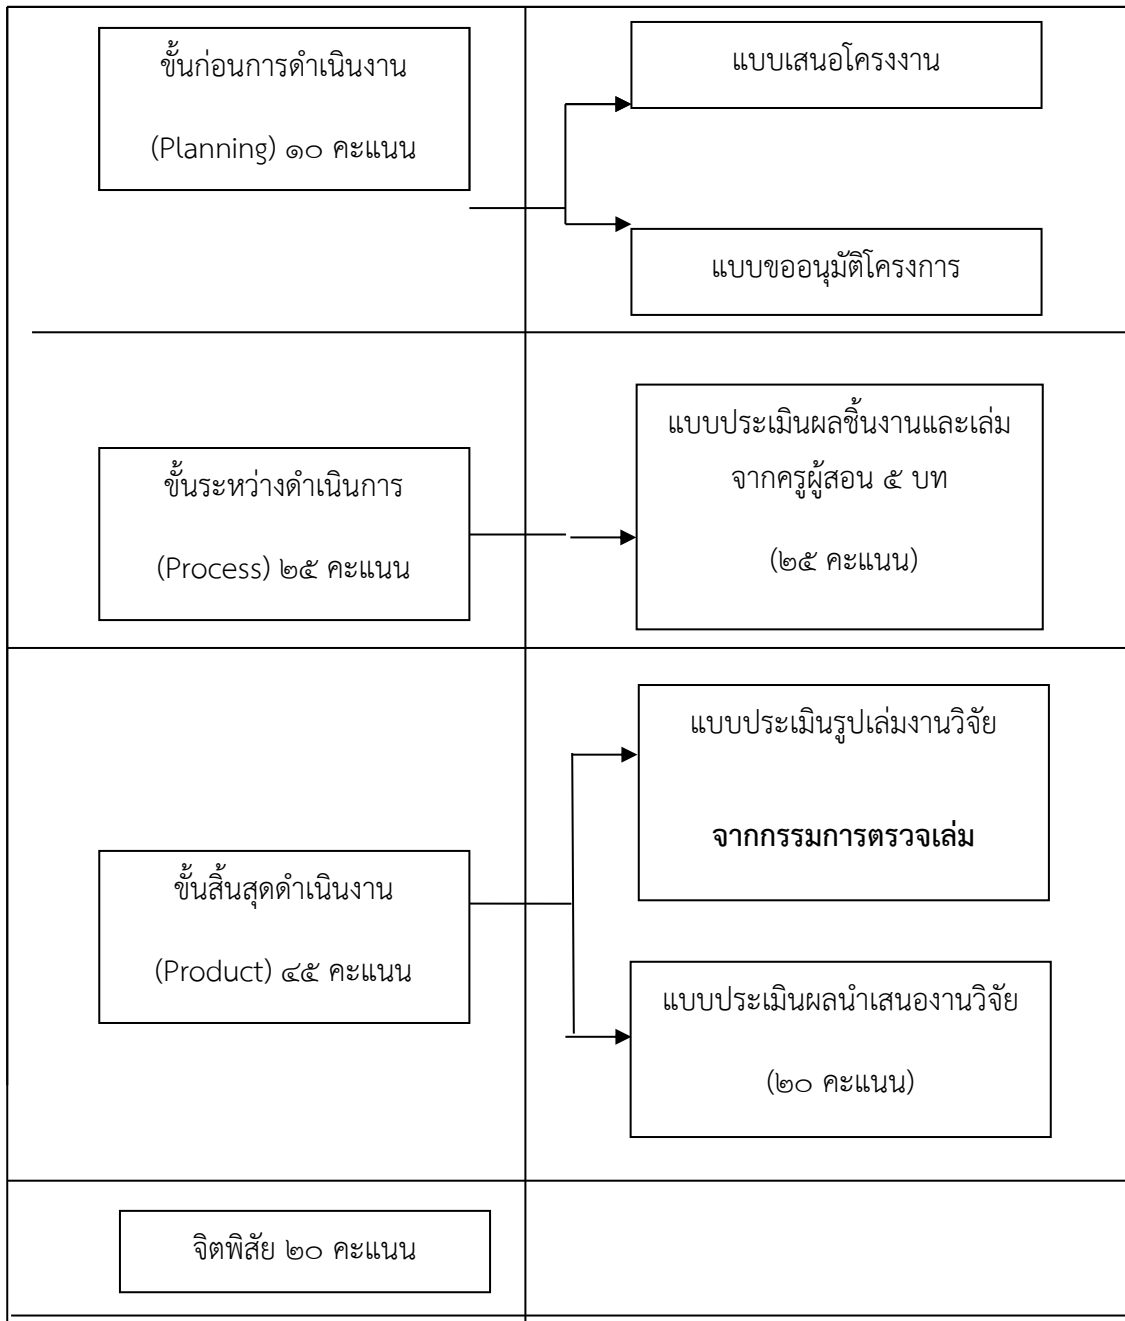 ขั้นก่อนการดำเนินงาน
(Planning) ๑๐ คะแนน
แบบเสนอโครงงาน
แบบขออนุมัติโครงการ
ขั้นระหว่างดำเนินการ
(Process) ๒๕ คะแนน
แบบประเมินผลชิ้นงานและเล่ม
จากครูผู้สอน ๕ บท
(๒๕ คะแนน)
ขั้นสิ้นสุดดำเนินงาน
(Product) ๔๕ คะแนน
แบบประเมินรูปเล่มงานวิจัย
จากกรรมการตรวจเล่ม
แบบประเมินผลนำเสนองานวิจัย
(๒๐ คะแนน)
จิตพิสัย ๒๐ คะแนน